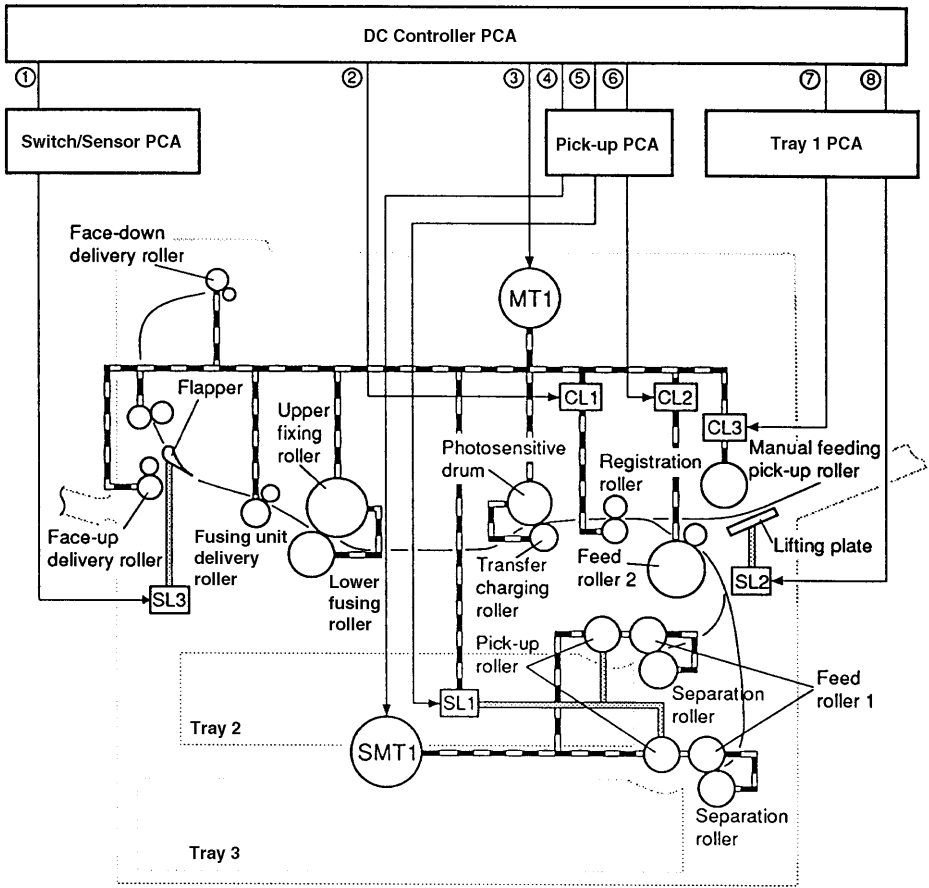 DC Controller PCA
①
②
③
④
⑤
⑥
⑦
⑧
Switch/Sensor PCA
Pick-up PCA
Tray 1 PCA
Face-down
delivery roller
MT1
Flapper
CL1
CL2
CL3
Upper
fixing
roller
Photosensitive
drum
Registration
roller
Manual feeding
pick-up roller
Face-up
delivery roller
Fusing unit
delivery
roller
Lower
fusing
roller
Transfer
charging
roller
Feed
roller 2
Lifting plate
SL2
SL3
Pick-up
roller
Separation
roller
Feed
roller 1
SL1
Tray 2
SMT1
Separation
roller
Tray 3